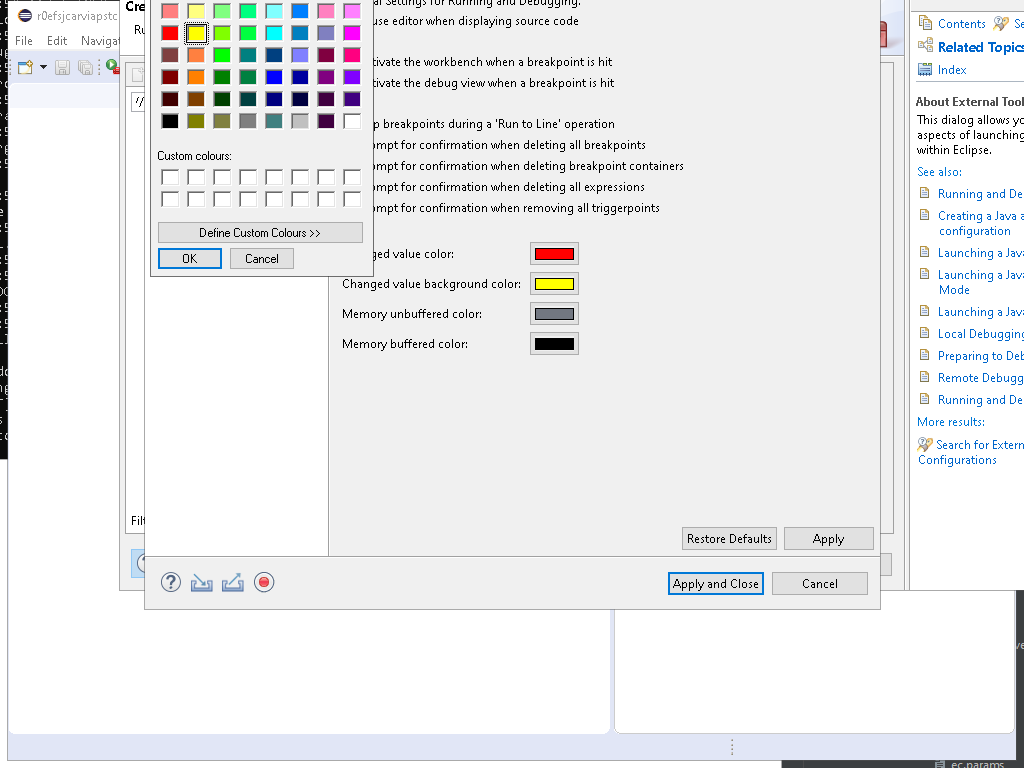 r0efsjcarviapstc
File Edit Navigat
Cre
Ru
//
Filt
Custom colours:
Define Custom Colours >>
OK Cancel
al Settings for Running and Debugging.
use editor when displaying source code
tivate the workbench when a breakpoint is hit
tivate the debug view when a breakpoint is hit
p breakpoints during a 'Run to Line' operation
ompt for confirmation when deleting all breakpoints
ompt for confirmation when deleting breakpoint containers
ompt for confirmation when deleting all expressions
ompt for confirmation when removing all triggerpoints
ged value color:
Changed value background color:
Memory unbuffered color:
Memory buffered color:
Restore Defaults Apply
Apply and Close Cancel
Contents Se
Related Topics
Index
About External Tool
This dialog allows yo
aspects of launching
within Eclipse.
See also:
Running and De
Creating a Java a
configuration
Launching a Java
Launching a Java
Mode
Launching a Java
Local Debugging
Preparing to Deb
Remote Debugg
Running and De
More results:
Search for Extern
Configurations
ec.params